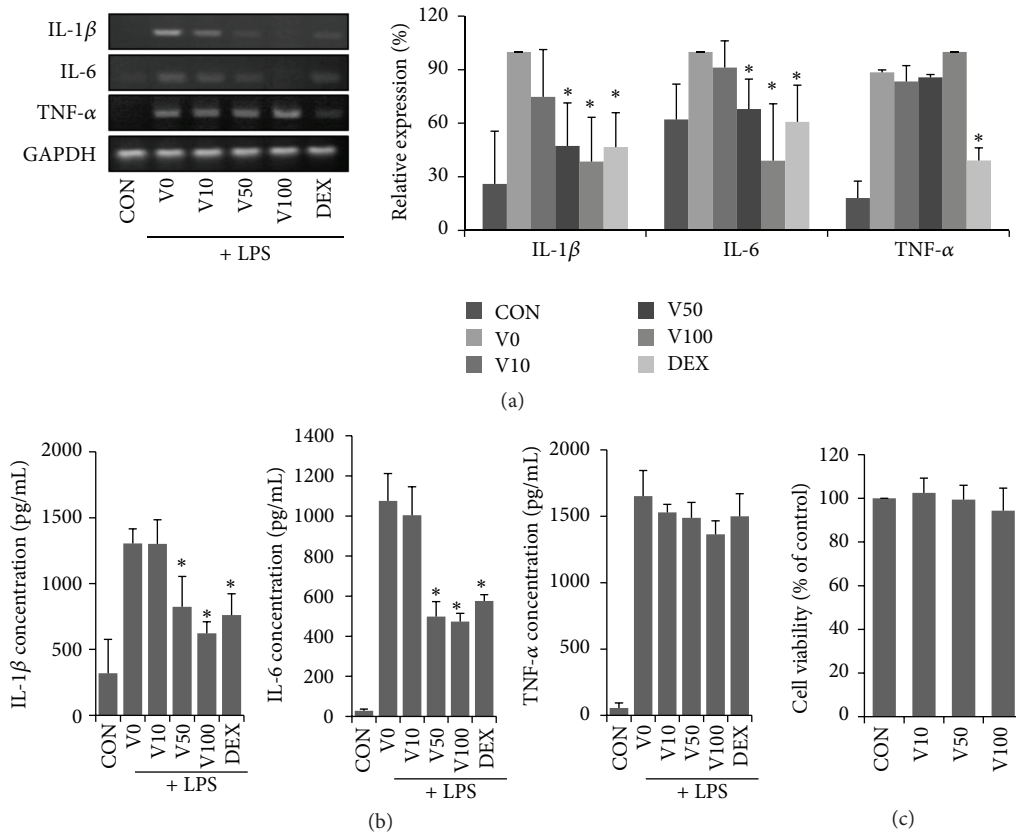 IL-1β
IL-6
TNF-α
GAPDH
CON
V0
V10
V50
V100
DEX
+ LPS
Relative expression (%)
120
90
60
30
0
* * *
* * *
*
IL-1β
IL-6
TNF-α
CON
V0
V10
V50
V100
DEX
(a)
IL-1β concentration (pg/mL)
2000
1500
1000
500
0
* * *
CON
V0
V10
V50
V100
DEX
+ LPS
IL-6 concentration (pg/mL)
1400
1200
1000
800
600
400
200
0
* * *
CON
V0
V10
V50
V100
DEX
+ LPS
(b)
TNF-α concentration (pg/mL)
2000
1500
1000
500
0
CON
V0
V10
V50
V100
DEX
+ LPS
Cell viability (% of control)
120
100
80
60
40
20
0
CON
V10
V50
V100
(c)